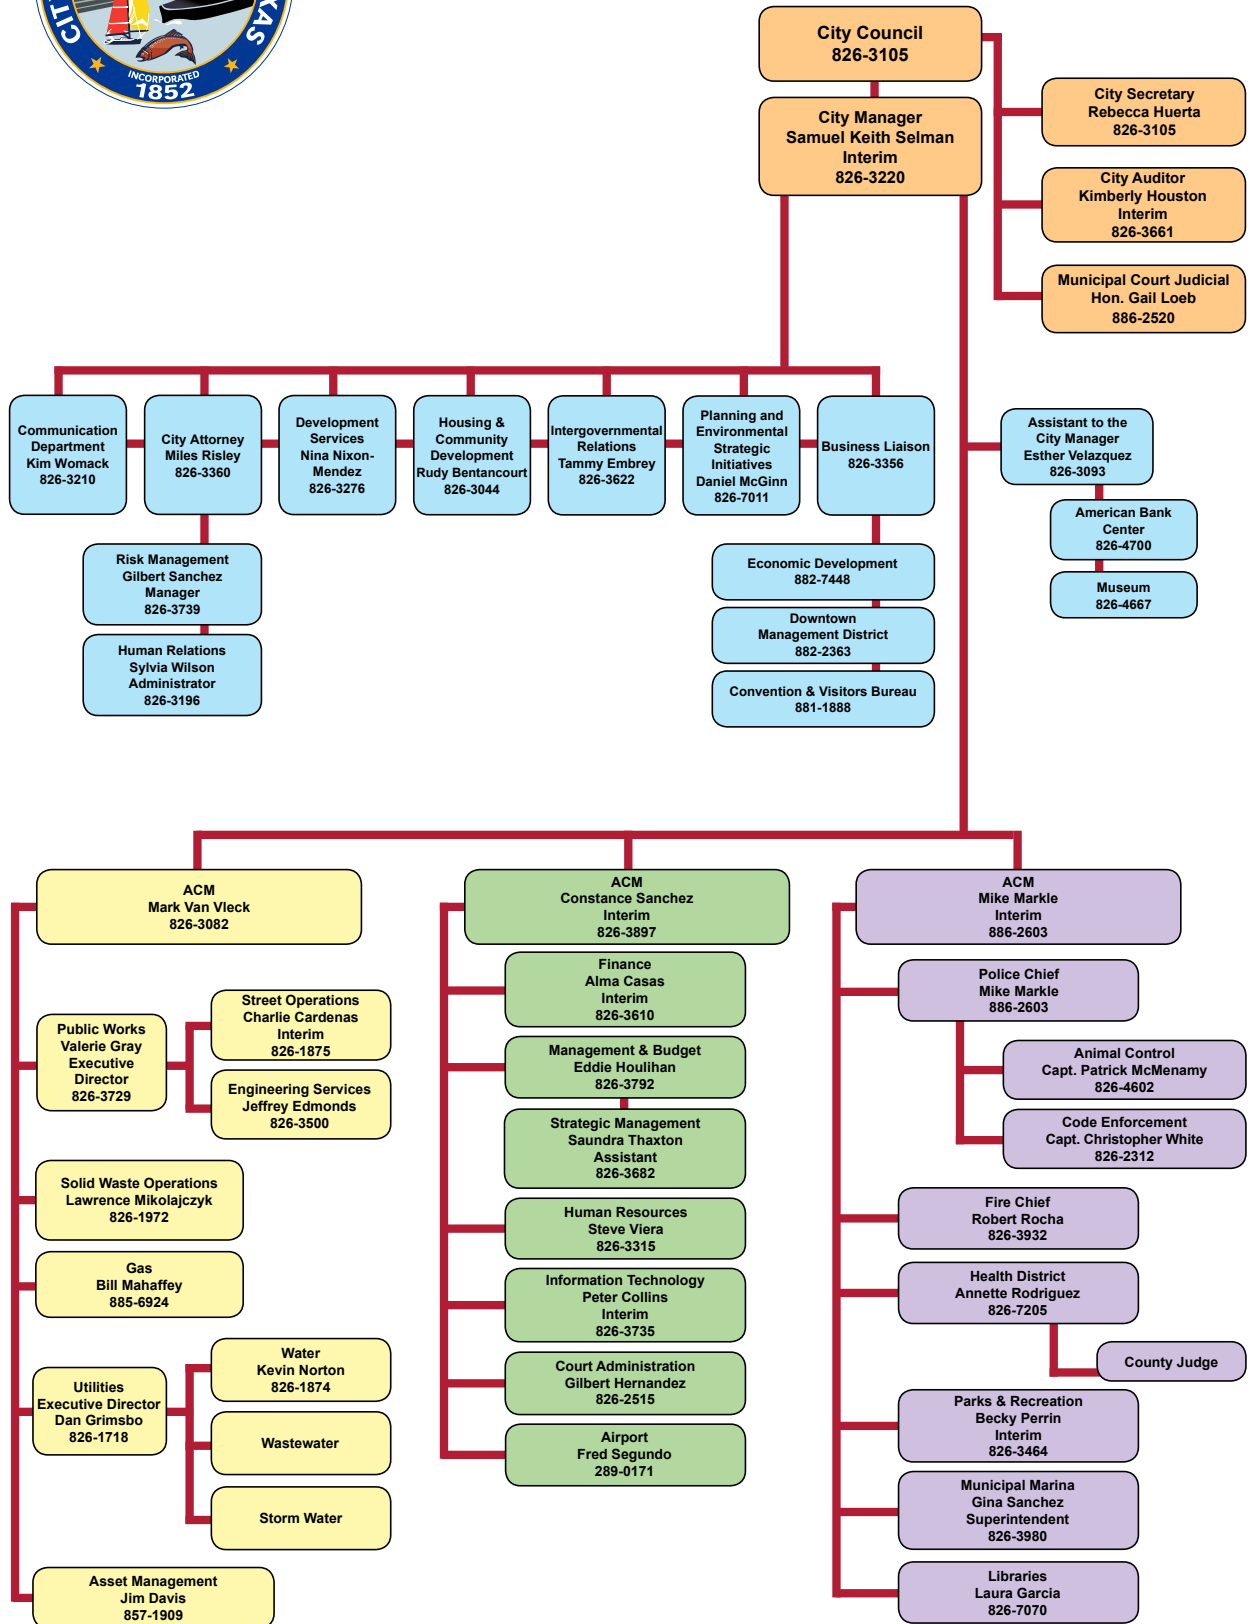 CIT
XAS
INCORPORATED
1852
City Council
826-3105
City Manager
Samuel Keith Selman
Interim
826-3220
City Secretary
Rebecca Huerta
826-3105
City Auditor
Kimberly Houston
Interim
826-3661
Municipal Court Judicial
Hon. Gail Loeb
886-2520
Communication
Department
Kim Womack
826-3210
City Attorney
Miles Risley
826-3360
Development
Services
Nina Nixon-
Mendez
826-3276
Housing &
Community
Development
Rudy Bentancourt
826-3044
Intergovernmental
Relations
Tammy Embrey
826-3622
Planning and
Environmental
Strategic
Initiatives
Daniel McGinn
826-7011
Business Liaison
826-3356
Assistant to the
City Manager
Esther Velazquez
826-3093
American Bank
Center
826-4700
Museum
826-4667
Risk Management
Gilbert Sanchez
Manager
826-3739
Human Relations
Sylvia Wilson
Administrator
826-3196
Economic Development
882-7448
Downtown
Management District
882-2363
Convention & Visitors Bureau
881-1888
ACM
Mark Van Vleck
826-3082
Public Works
Valerie Gray
Executive
Director
826-3729
Street Operations
Charlie Cardenas
Interim
826-1875
Engineering Services
Jeffrey Edmonds
826-3500
Solid Waste Operations
Lawrence Mikolajczyk
826-1972
Gas
Bill Mahaffey
885-6924
Utilities
Executive Director
Dan Grimsbo
826-1718
Water
Kevin Norton
826-1874
Wastewater
Storm Water
Asset Management
Jim Davis
857-1909
ACM
Constance Sanchez
Interim
826-3897
Finance
Alma Casas
Interim
826-3610
Management & Budget
Eddie Houlihan
826-3792
Strategic Management
Saundra Thaxton
Assistant
826-3682
Human Resources
Steve Viera
826-3315
Information Technology
Peter Collins
Interim
826-3735
Court Administration
Gilbert Hernandez
826-2515
Airport
Fred Segundo
289-0171
ACM
Mike Markle
Interim
886-2603
Police Chief
Mike Markle
886-2603
Animal Control
Capt. Patrick McMenamy
826-4602
Code Enforcement
Capt. Christopher White
826-2312
Fire Chief
Robert Rocha
826-3932
Health District
Annette Rodriguez
826-7205
County Judge
Parks & Recreation
Becky Perrin
Interim
826-3464
Municipal Marina
Gina Sanchez
Superintendent
826-3980
Libraries
Laura Garcia
826-7070